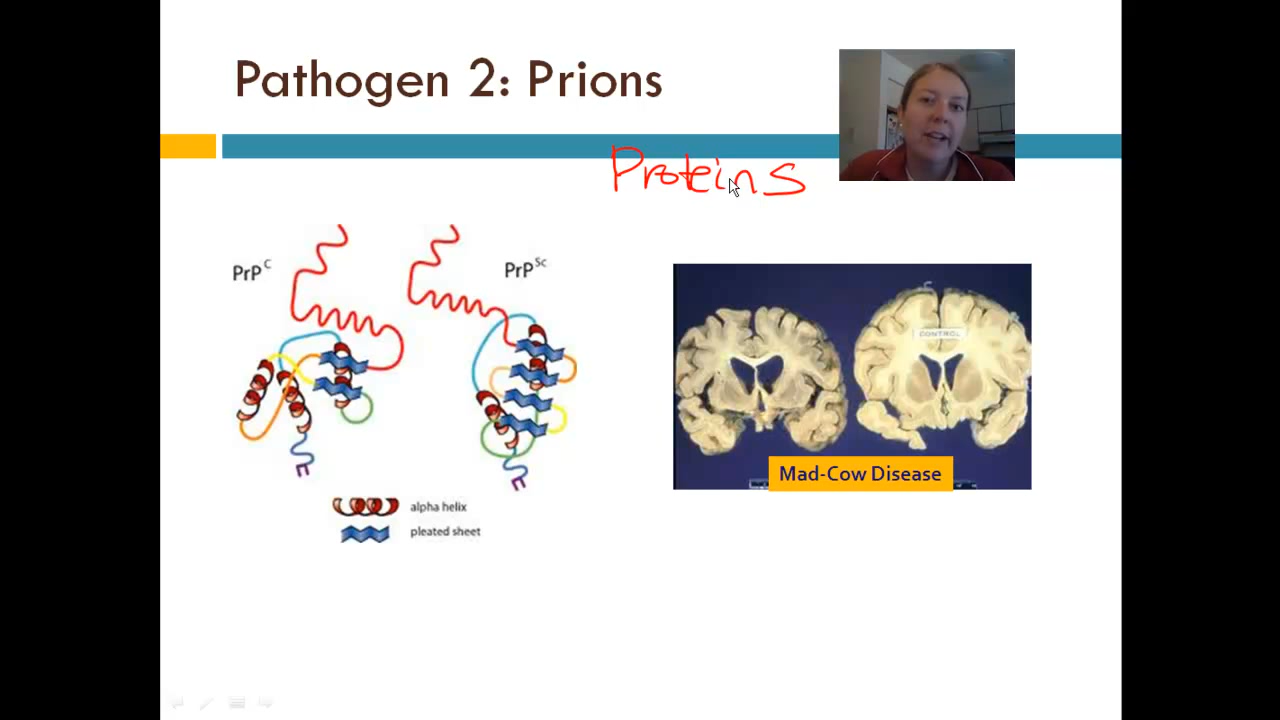 Pathogen 2: Prions
Proteins
PrP^C
PrP^Sc
CONTROL
Mad-Cow Disease
alpha helix
pleated sheet